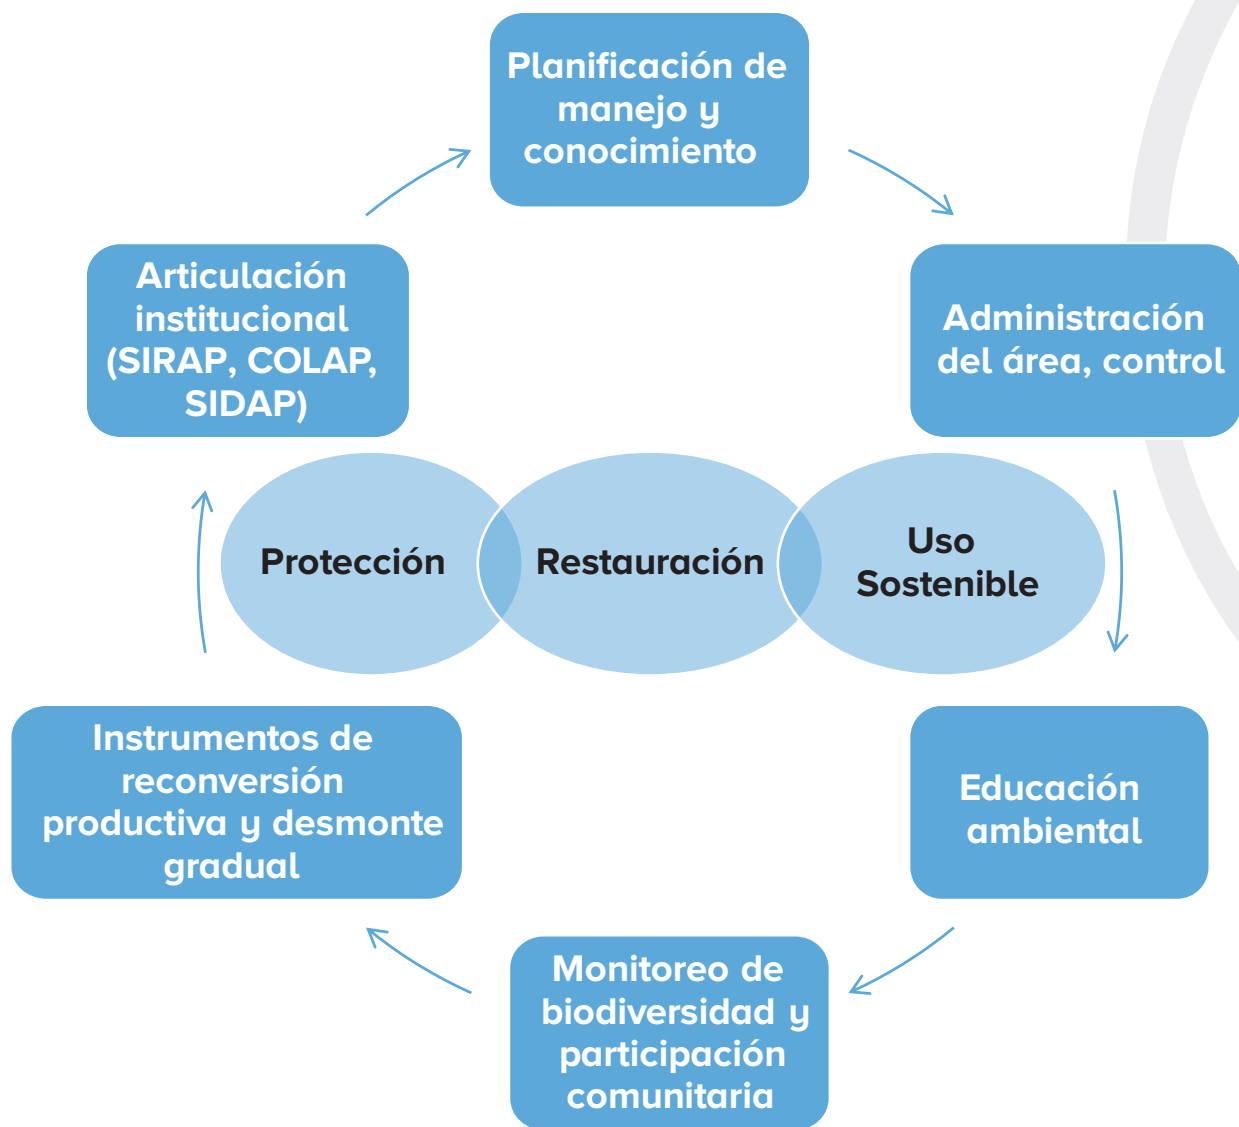 Planificación de
manejo y
conocimiento
Articulación
institucional
(SIRAP, COLAP,
SIDAP)
Administración
del área, control
Protección
Restauración
Uso
Sostenible
Instrumentos de
reconversión
productiva y desmonte
gradual
Educación
ambiental
Monitoreo de
biodiversidad y
participación
comunitaria